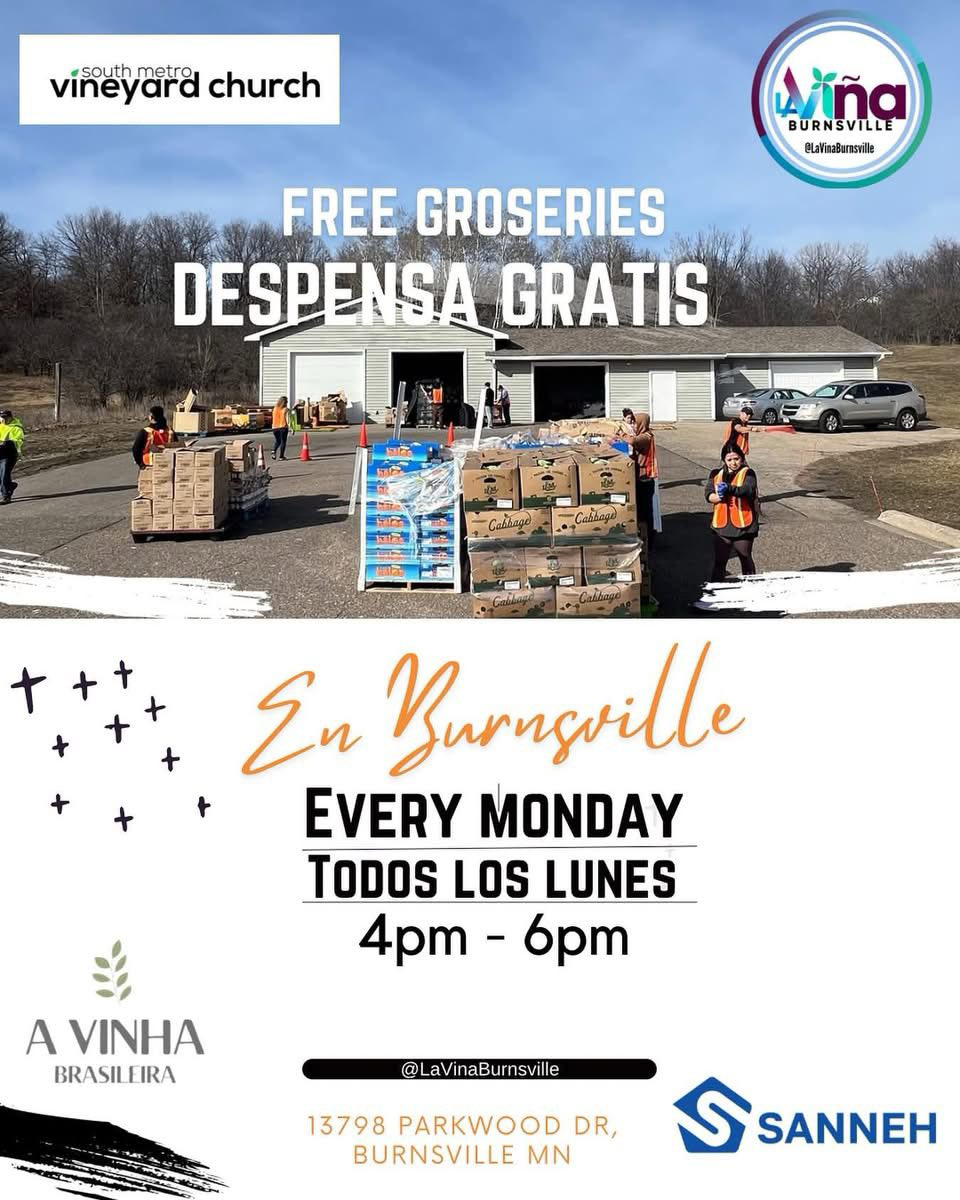 south metro
vineyard church
LA Viña
BURNSVILLE
@LaVinaBurnsville
FREE GROSERIES
DESPENSA GRATIS
Cabbage
Cabbage
Cabbage
Cabbage
En Burnsville
EVERY MONDAY
TODOS LOS LUNES
4pm - 6pm
A VINHA
BRASILEIRA
@LaVinaBurnsville
13798 PARKWOOD DR,
BURNSVILLE MN
SANNEH